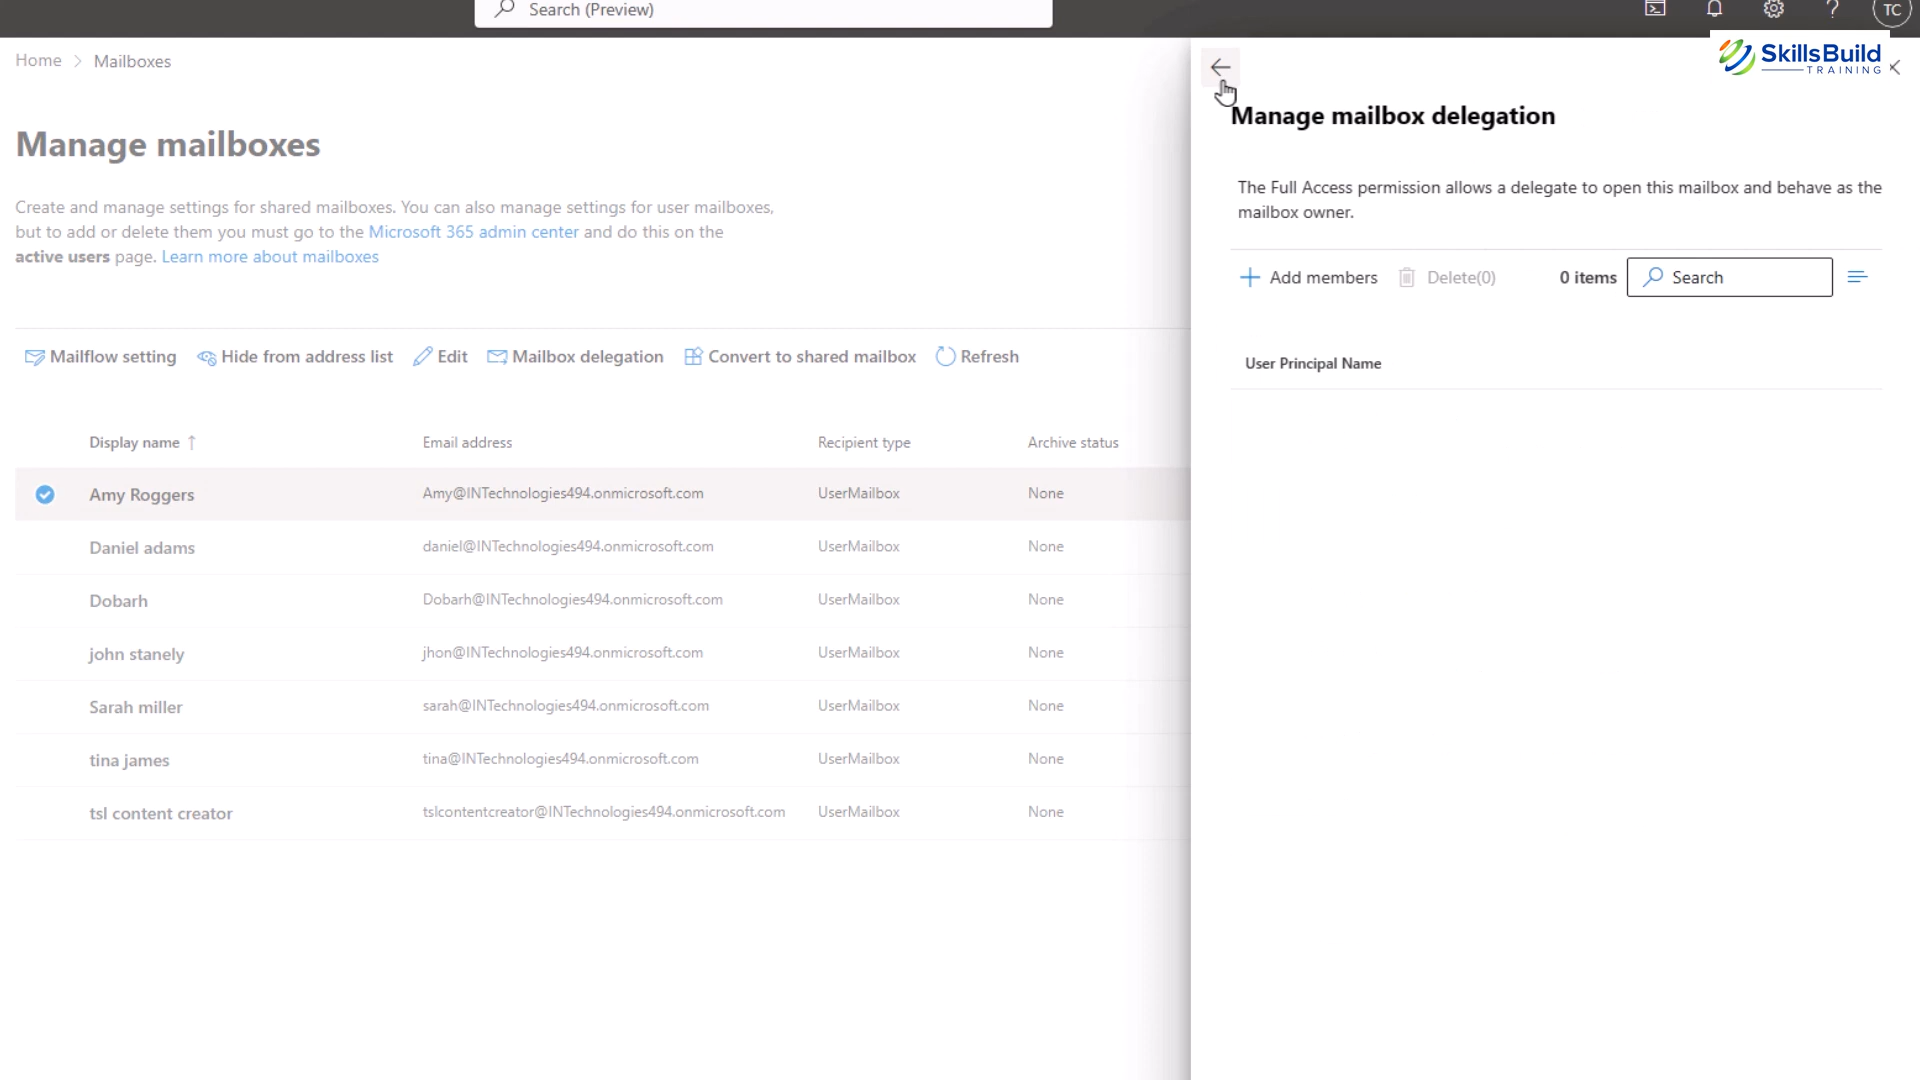 Search (Preview)
TC
SkillsBuild
TRAINING
Home
Mailboxes
Manage mailboxes
Create and manage settings for shared mailboxes. You can also manage settings for user mailboxes,
but to add or delete them you must go to the Microsoft 365 admin center and do this on the
active users page. Learn more about mailboxes
Mailflow setting
Hide from address list
Edit
Mailbox delegation
Convert to shared mailbox
Refresh
Display name
Email address
Recipient type
Archive status
Amy Roggers
Amy@INTechnologies494.onmicrosoft.com
UserMailbox
None
Daniel adams
daniel@INTechnologies494.onmicrosoft.com
UserMailbox
None
Dobarh
Dobarh@INTechnologies494.onmicrosoft.com
UserMailbox
None
john stanely
jhon@INTechnologies494.onmicrosoft.com
UserMailbox
None
Sarah miller
sarah@INTechnologies494.onmicrosoft.com
UserMailbox
None
tina james
tina@INTechnologies494.onmicrosoft.com
UserMailbox
None
tsl content creator
tslcontentcreator@INTechnologies494.onmicrosoft.com
UserMailbox
None
Manage mailbox delegation
The Full Access permission allows a delegate to open this mailbox and behave as the
mailbox owner.
Add members
Delete(0)
0 items
Search
User Principal Name